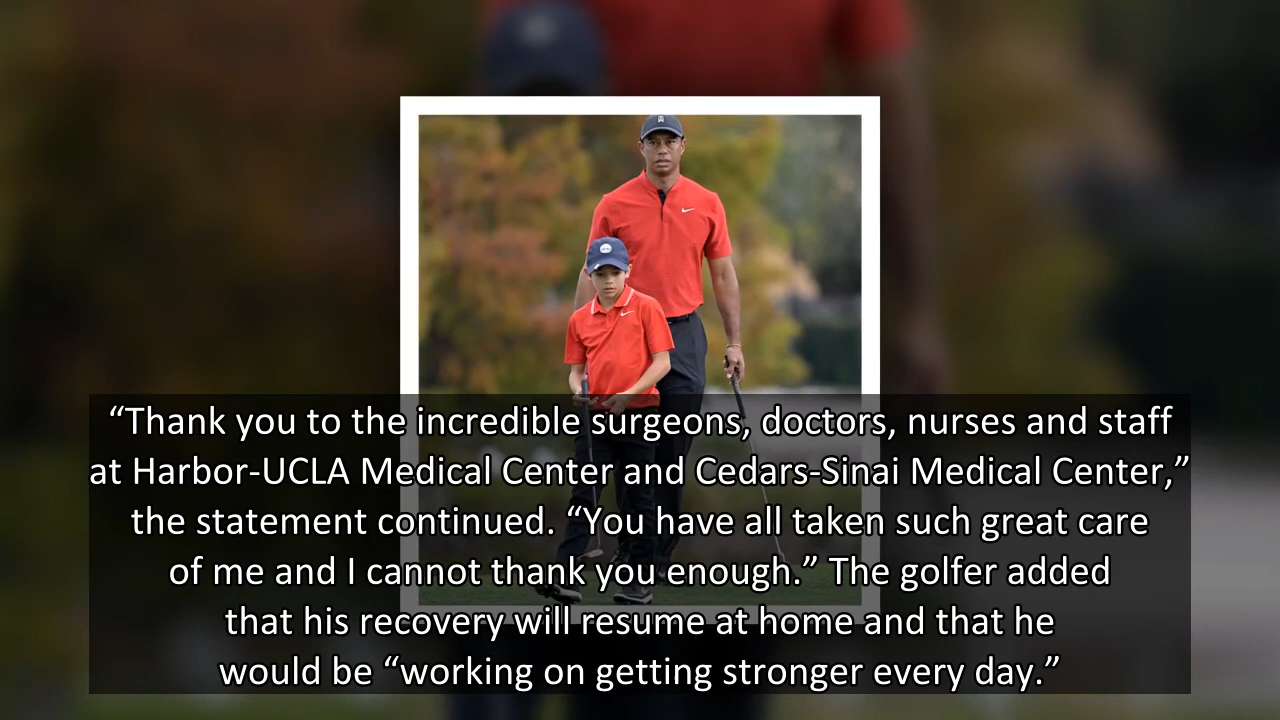 “Thank you to the incredible surgeons, doctors, nurses and staff
at Harbor-UCLA Medical Center and Cedars-Sinai Medical Center,”
the statement continued. “You have all taken such great care
of me and I cannot thank you enough.” The golfer added
that his recovery will resume at home and that he
would be “working on getting stronger every day.”